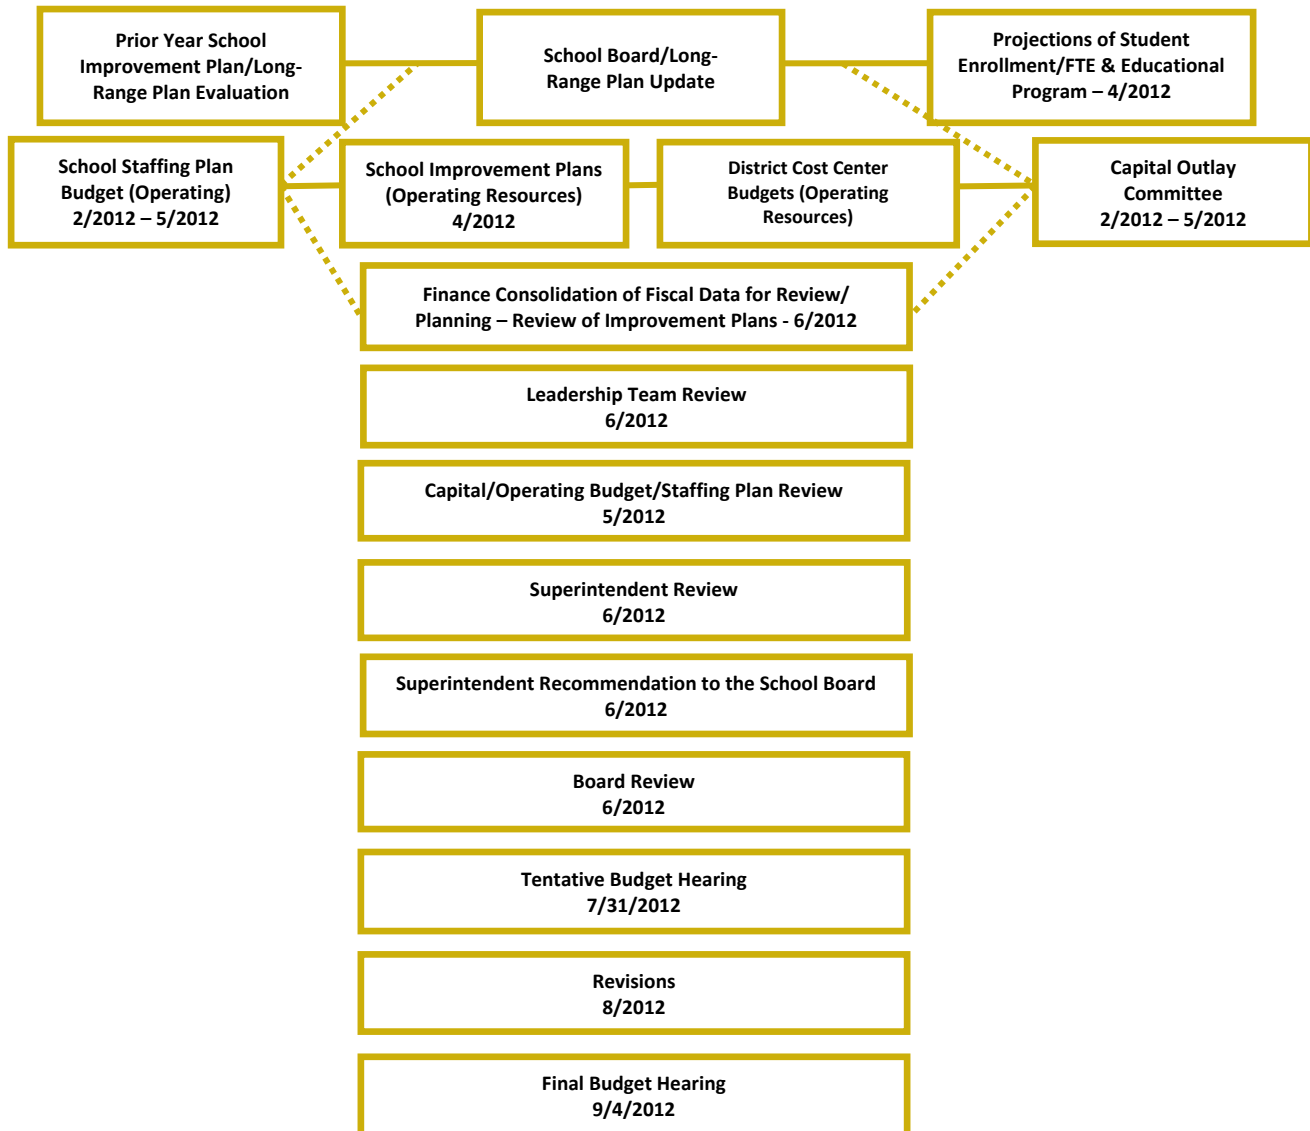 Prior Year School
Improvement Plan/Long-
Range Plan Evaluation
School Board/Long-
Range Plan Update
Projections of Student
Enrollment/FTE & Educational
Program – 4/2012
School Staffing Plan
Budget (Operating)
2/2012 – 5/2012
School Improvement Plans
(Operating Resources)
4/2012
District Cost Center
Budgets (Operating
Resources)
Capital Outlay
Committee
2/2012 – 5/2012
Finance Consolidation of Fiscal Data for Review/
Planning – Review of Improvement Plans - 6/2012
Leadership Team Review
6/2012
Capital/Operating Budget/Staffing Plan Review
5/2012
Superintendent Review
6/2012
Superintendent Recommendation to the School Board
6/2012
Board Review
6/2012
Tentative Budget Hearing
7/31/2012
Revisions
8/2012
Final Budget Hearing
9/4/2012